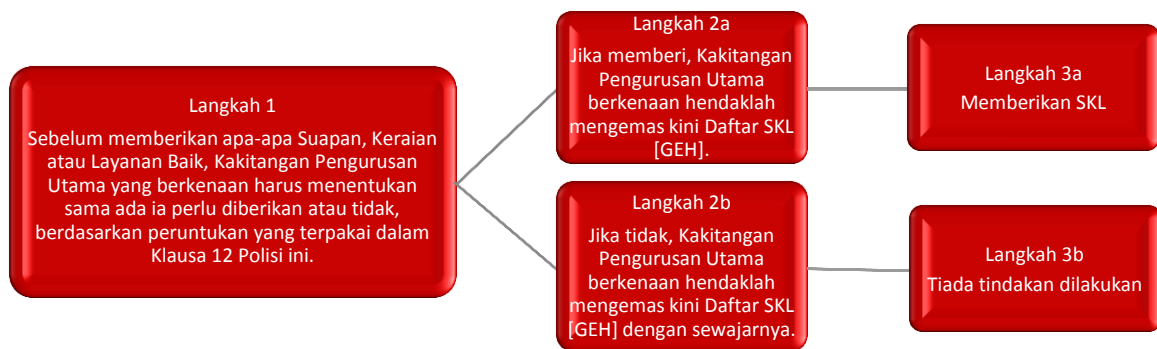 Langkah 1
Sebelum memberikan apa-apa Suapan, Keraian
atau Layanan Baik, Kakitangan Pengurusan
Utama yang berkenaan harus menentukan
sama ada ia perlu diberikan atau tidak,
berdasarkan peruntukan yang terpakai dalam
Klausa 12 Polisi ini.
Langkah 2a
Jika memberi, Kakitangan
Pengurusan Utama
berkenaan hendaklah
mengemas kini Daftar SKL
[GEH].
Langkah 3a
Memberikan SKL
Langkah 2b
Jika tidak, Kakitangan
Pengurusan Utama
berkenaan hendaklah
mengemas kini Daftar SKL
[GEH] dengan sewajarnya.
Langkah 3b
Tiada tindakan dilakukan